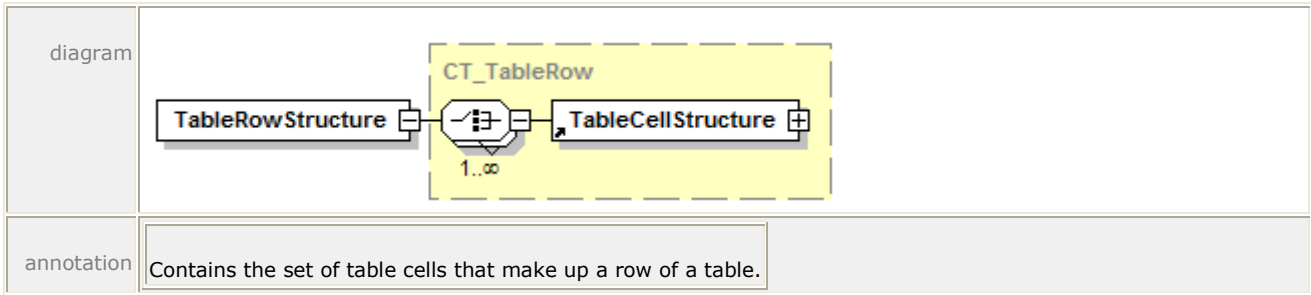 diagram
CT_TableRow
TableRowStructure
TableCellStructure
1..∞
annotation
Contains the set of table cells that make up a row of a table.